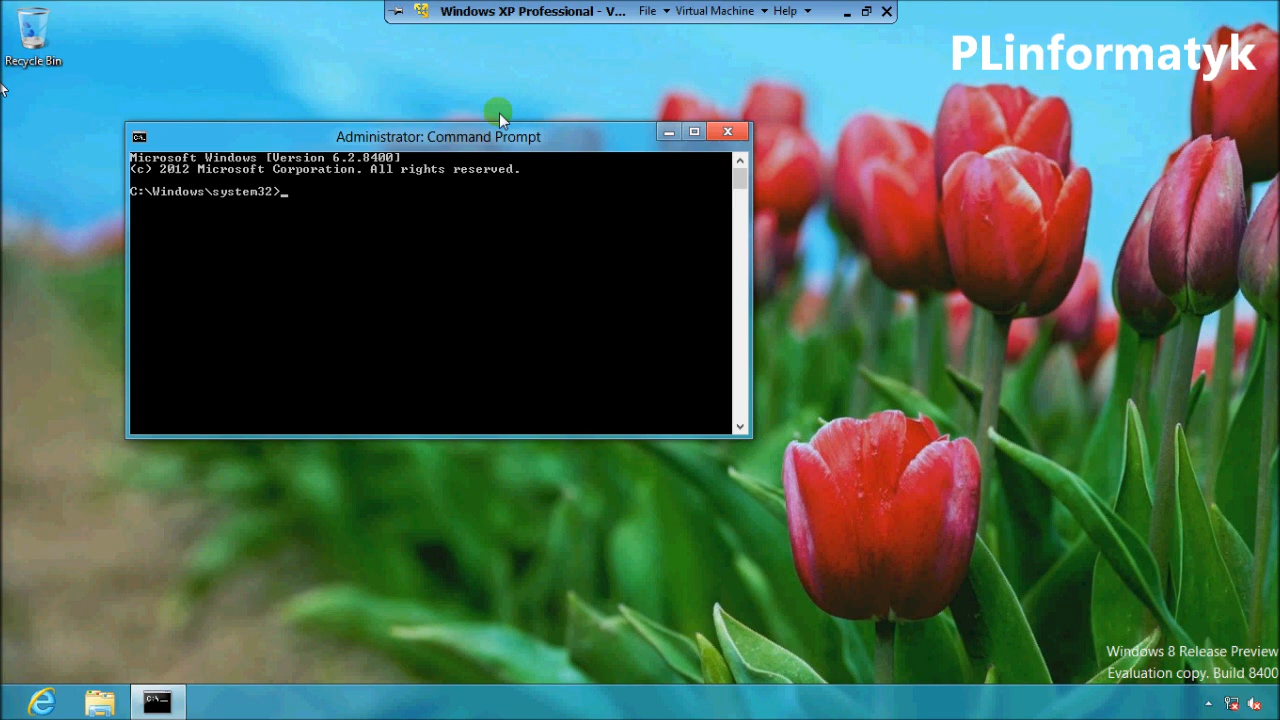 Windows XP Professional - V... File Virtual Machine Help
PLinformatyk
Recycle Bin
Administrator: Command Prompt
Microsoft Windows [Version 6.2.8400]
(c) 2012 Microsoft Corporation. All rights reserved.
C:\Windows\system32>_
Windows 8 Release Preview
Evaluation copy. Build 8400